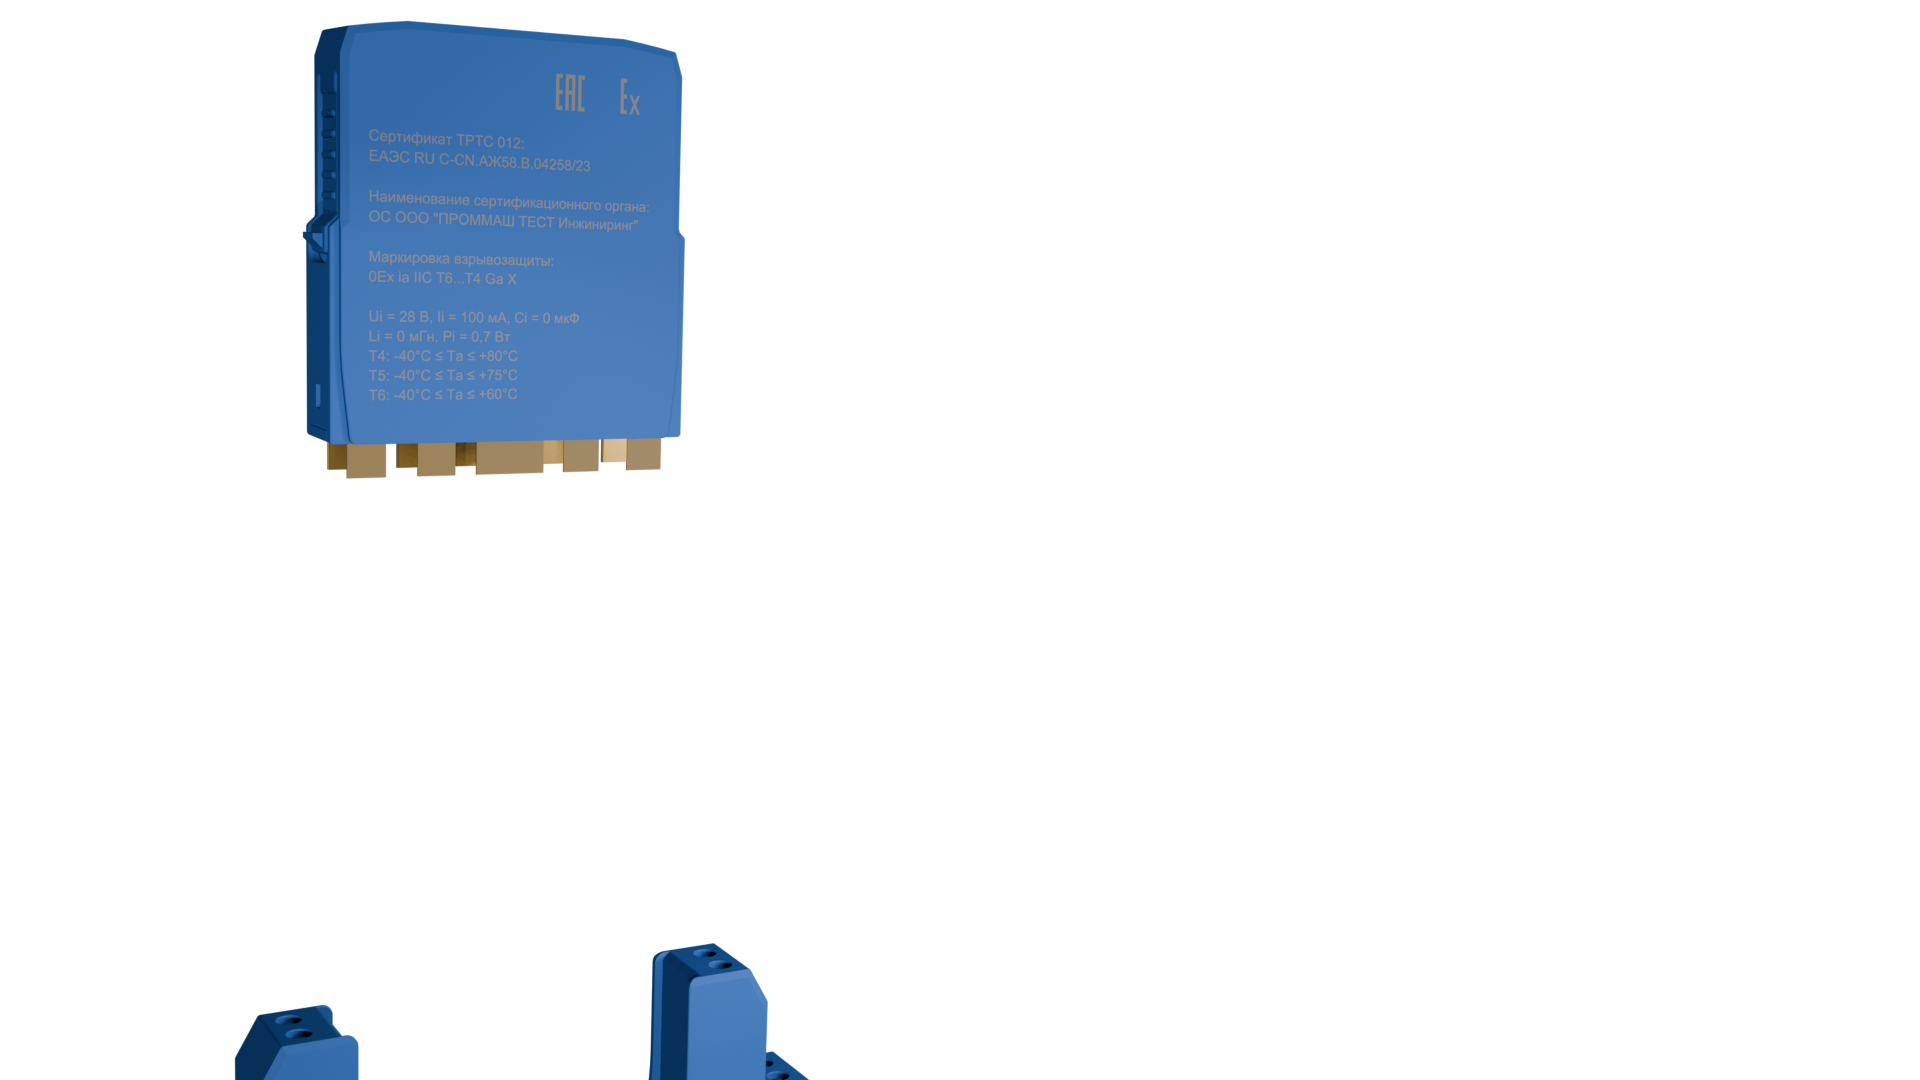 EAC Ex
Сертификат ТРТС 012:
ЕАЭС RU C-CN.АЖ58.В.04258/23
Наименование сертификационного органа:
ОС ООО "ПРОММАШ ТЕСТ Инжиниринг"
Маркировка взрывозащиты:
0Ex ia IIC T6...T4 Ga X
Ui = 28 В, Ii = 100 мА, Ci = 0 мкФ
Li = 0 мГн, Pi = 0,7 Вт
T4: -40°C ≤ Ta ≤ +80°C
T5: -40°C ≤ Ta ≤ +75°C
T6: -40°C ≤ Ta ≤ +60°C